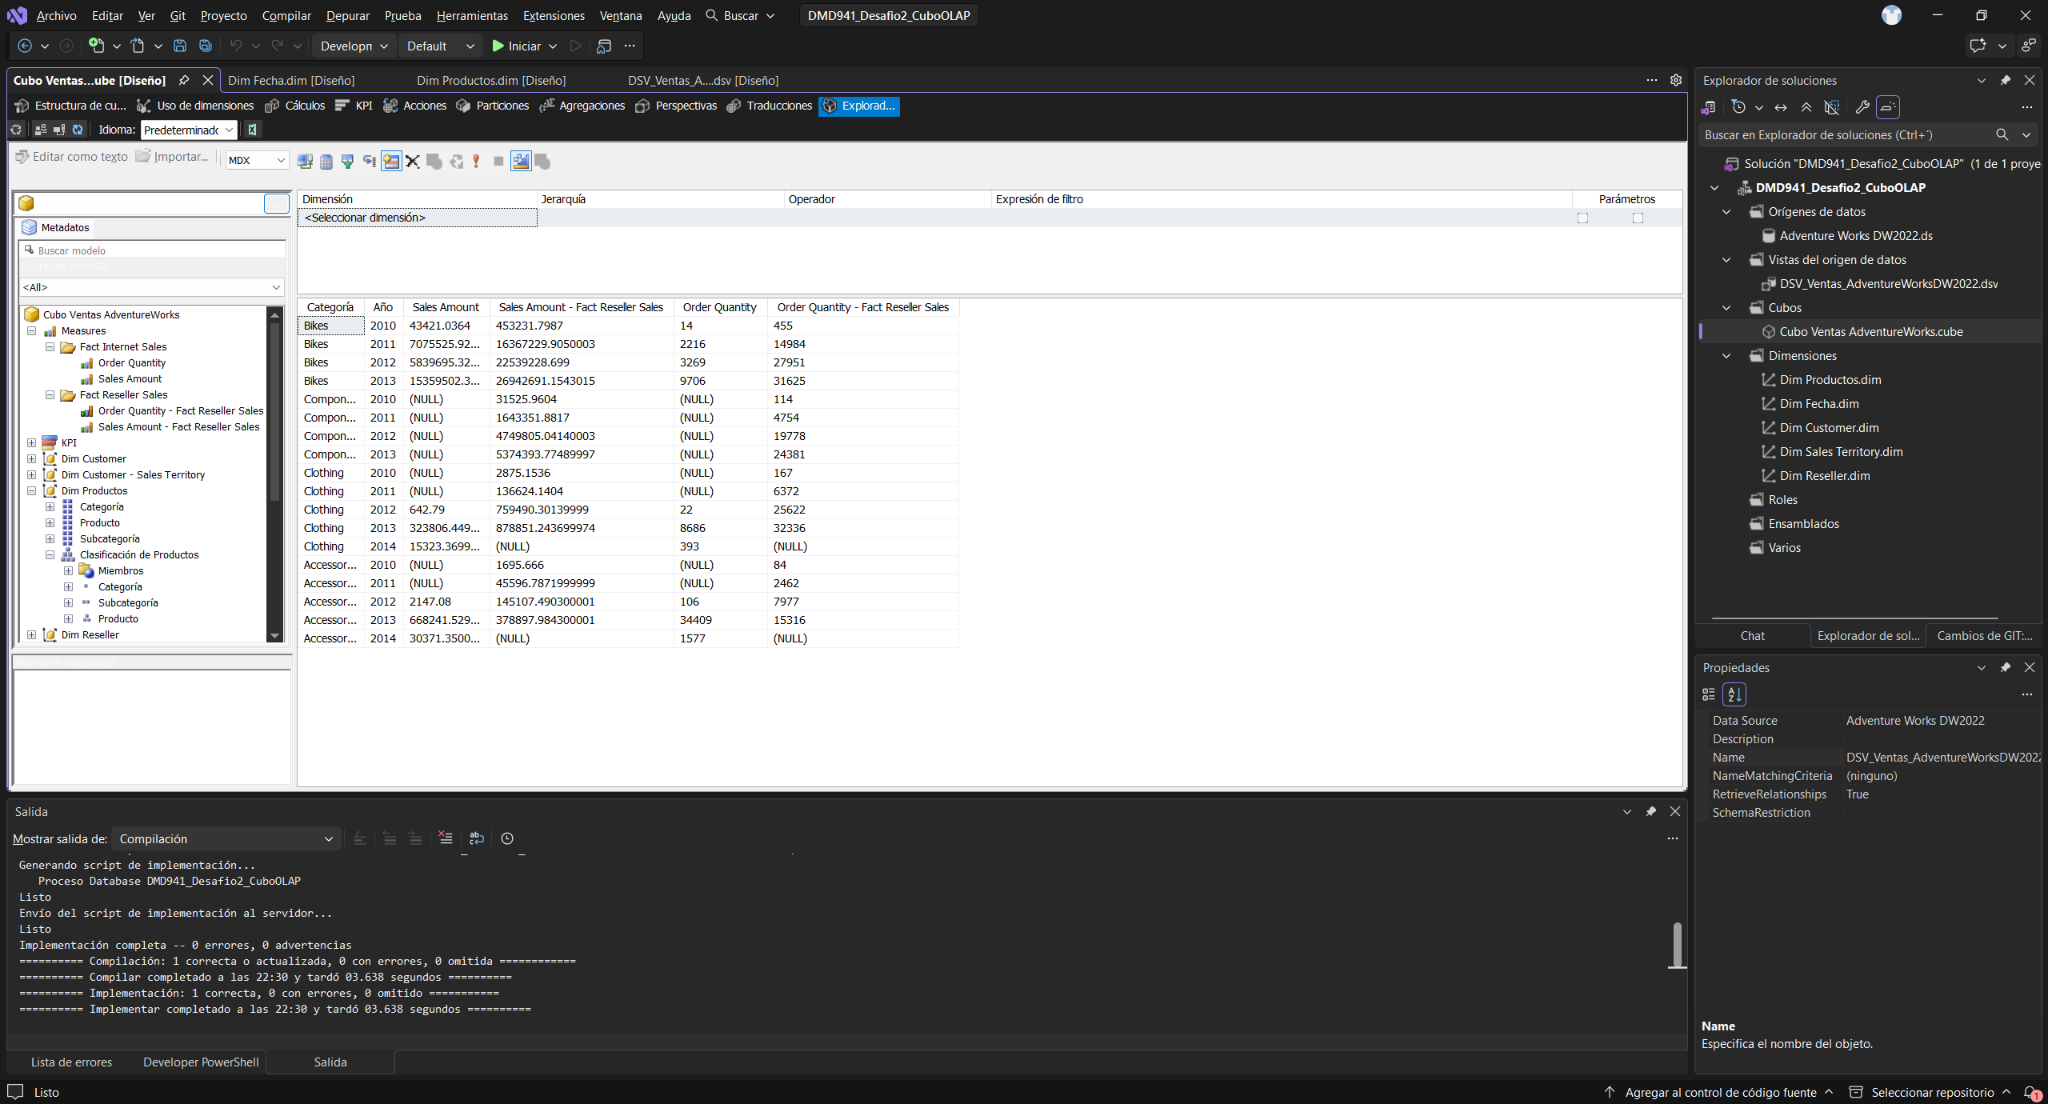 Archivo Editar Ver Git Proyecto Compilar Depurar Prueba Herramientas Extensiones Ventana Ayuda Buscar DMD941_Desafio2_CuboOLAP
Developm Default Iniciar
Cubo Ventas...ube [Diseño] Dim Fecha.dim [Diseño] Dim Productos.dim [Diseño] DSV_Ventas_A....dsv [Diseño]
Estructura de cu... Uso de dimensiones Cálculos KPI Acciones Particiones Agregaciones Perspectivas Traducciones Explorad...
Idioma: Predeterminado
Editar como texto Importar... MDX
Metadatos
Buscar modelo
<All>
Cubo Ventas AdventureWorks
Measures
Fact Internet Sales
Order Quantity
Sales Amount
Fact Reseller Sales
Order Quantity - Fact Reseller Sales
Sales Amount - Fact Reseller Sales
KPI
Dim Customer
Dim Customer - Sales Territory
Dim Productos
Categoría
Producto
Subcategoría
Clasificación de Productos
Miembros
Categoría
Subcategoría
Producto
Dim Reseller
Dimensión Jerarquía Operador Expresión de filtro Parámetros
<Seleccionar dimensión>
Categoría Año Sales Amount Sales Amount - Fact Reseller Sales Order Quantity Order Quantity - Fact Reseller Sales
Bikes 2010 43421.0364 453231.7987 14 455
Bikes 2011 7075525.92... 16367229.9050003 2216 14984
Bikes 2012 5839695.32... 22539228.699 3269 27951
Bikes 2013 15359502.3... 26942691.1543015 9706 31625
Compon... 2010 (NULL) 31525.9604 (NULL) 114
Compon... 2011 (NULL) 1643351.8817 (NULL) 4754
Compon... 2012 (NULL) 4749805.04140003 (NULL) 19778
Compon... 2013 (NULL) 5374393.77489997 (NULL) 24381
Clothing 2010 (NULL) 2875.1536 (NULL) 167
Clothing 2011 (NULL) 136624.1404 (NULL) 6372
Clothing 2012 642.79 759490.30139999 22 25622
Clothing 2013 323806.449... 878851.243699974 8686 32336
Clothing 2014 15323.3699... (NULL) 393 (NULL)
Accessor... 2010 (NULL) 1695.666 (NULL) 84
Accessor... 2011 (NULL) 45596.7871999999 (NULL) 2462
Accessor... 2012 2147.08 145107.490300001 106 7977
Accessor... 2013 668241.529... 378897.984300001 34409 15316
Accessor... 2014 30371.3500... (NULL) 1577 (NULL)
Salida
Mostrar salida de: Compilación
Generando script de implementación...
Proceso Database DMD941_Desafio2_CuboOLAP
Listo
Envío del script de implementación al servidor...
Listo
Implementación completa -- 0 errores, 0 advertencias
========== Compilación: 1 correcta o actualizada, 0 con errores, 0 omitida ============
========== Compilar completado a las 22:30 y tardó 03.638 segundos ==========
========== Implementación: 1 correcta, 0 con errores, 0 omitido ===========
========== Implementar completado a las 22:30 y tardó 03.638 segundos ==========
Lista de errores Developer PowerShell Salida
Listo
Explorador de soluciones
Buscar en Explorador de soluciones (Ctrl+´)
Solución "DMD941_Desafio2_CuboOLAP" (1 de 1 proye
DMD941_Desafio2_CuboOLAP
Orígenes de datos
Adventure Works DW2022.ds
Vistas del origen de datos
DSV_Ventas_AdventureWorksDW2022.dsv
Cubos
Cubo Ventas AdventureWorks.cube
Dimensiones
Dim Productos.dim
Dim Fecha.dim
Dim Customer.dim
Dim Sales Territory.dim
Dim Reseller.dim
Roles
Ensamblados
Varios
Chat Explorador de sol... Cambios de GIT:...
Propiedades
Data Source Adventure Works DW2022
Description
Name DSV_Ventas_AdventureWorksDW2022
NameMatchingCriteria (ninguno)
RetrieveRelationships True
SchemaRestriction
Name
Especifica el nombre del objeto.
Agregar al control de código fuente Seleccionar repositorio 1